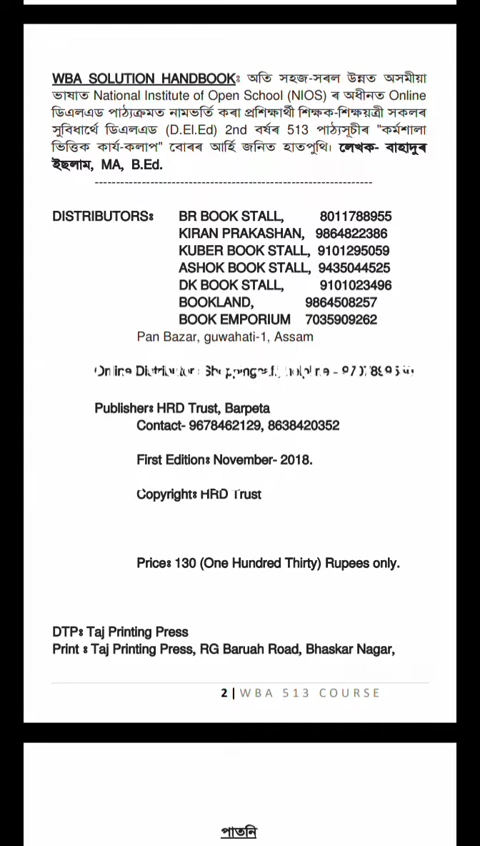 WBA SOLUTION HANDBOOK: অতি সহজ-সৰল উন্নত অসমীয়া
ভাষাত National Institute of Open School (NIOS) ৰ অধীনত Online
ডিএলএড পাঠ্যক্ৰমত নামভৰ্তি কৰা প্ৰশিক্ষাৰ্থী শিক্ষক-শিক্ষয়ত্ৰী সকলৰ
সুবিধাৰ্থে ডিএলএড (D.El.Ed) 2nd বৰ্ষৰ 513 পাঠ্যসূচীৰ "কৰ্মশালা
ভিত্তিক কাৰ্য-কলাপ" বোৰৰ আৰ্হি জনিত হাতপুথি। লেখক- বাহাদুৰ
ইছলাম, MA, B.Ed.
-----------------------------------------------------------------
DISTRIBUTORS: BR BOOK STALL, 8011788955
KIRAN PRAKASHAN, 9864822386
KUBER BOOK STALL, 9101295059
ASHOK BOOK STALL, 9435044525
DK BOOK STALL, 9101023496
BOOKLAND, 9864508257
BOOK EMPORIUM 7035909262
Pan Bazar, guwahati-1, Assam
Online Distributor:
Publisher: HRD Trust, Barpeta
Contact- 9678462129, 8638420352
First Edition: November- 2018.
Copyright: HRD Trust
Price: 130 (One Hundred Thirty) Rupees only.
DTP: Taj Printing Press
Print : Taj Printing Press, RG Baruah Road, Bhaskar Nagar,
2 | WBA 513 COURSE
পাতনি